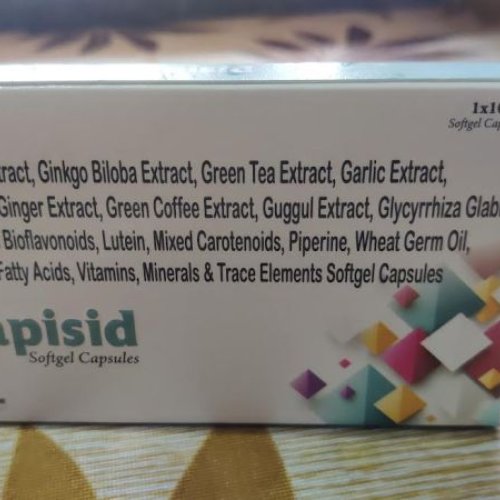 1x10
Softgel Cap
tract, Ginkgo Biloba Extract, Green Tea Extract, Garlic Extract,
Ginger Extract, Green Coffee Extract, Guggul Extract, Glycyrrhiza Glab
Bioflavonoids, Lutein, Mixed Carotenoids, Piperine, Wheat Germ Oil,
Fatty Acids, Vitamins, Minerals & Trace Elements Softgel Capsules
apisid
Softgel Capsules